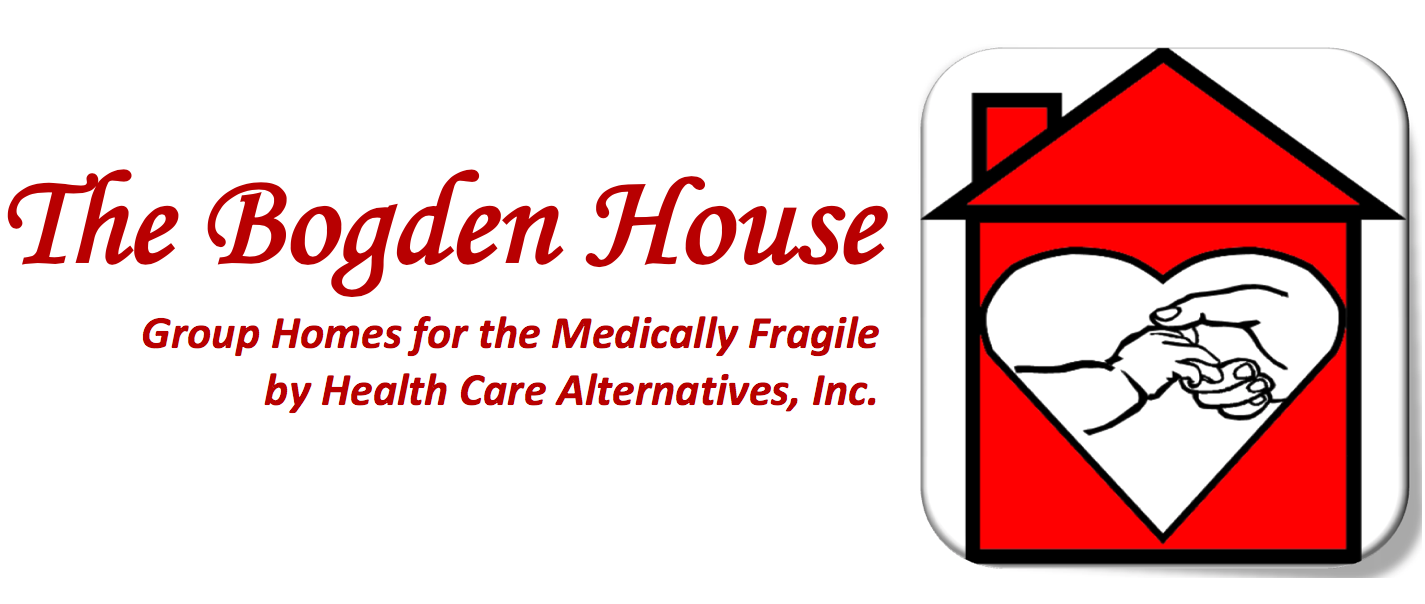 The Bogden House
Group Homes for the Medically Fragile
by Health Care Alternatives, Inc.